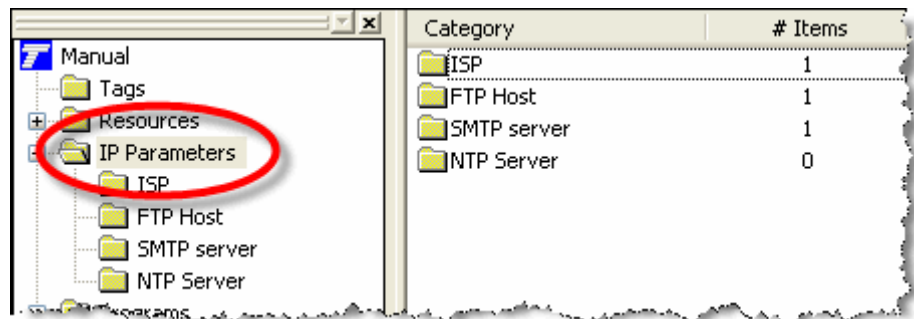 Manual
Tags
Resources
IP Parameters
ISP
FTP Host
SMTP server
NTP Server
Programs
Category # Items
ISP 1
FTP Host 1
SMTP server 1
NTP Server 0